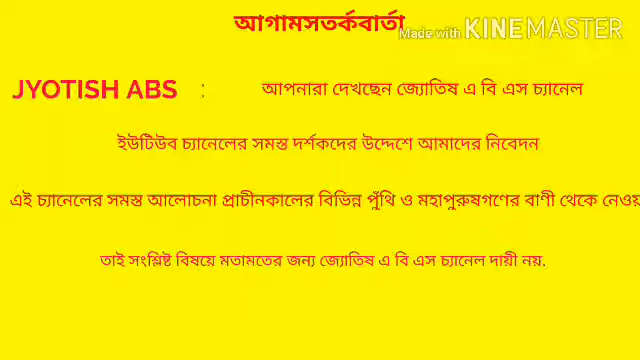 আগামসতর্কবার্তা
Made with KINEMASTER
JYOTISH ABS : আপনারা দেখছেন জ্যোতিষ এ বি এস চ্যানেল
ইউটিউব চ্যানেলের সমস্ত দর্শকদের উদ্দেশে আমাদের নিবেদন
এই চ্যানেলের সমস্ত আলোচনা প্রাচীনকালের বিভিন্ন পুঁথি ও মহাপুরুষগণের বাণী থেকে
তাই সংশ্লিষ্ট বিষয়ে মতামতের জন্য জ্যোতিষ এ বি এস চ্যানেল দায়ী নয়.